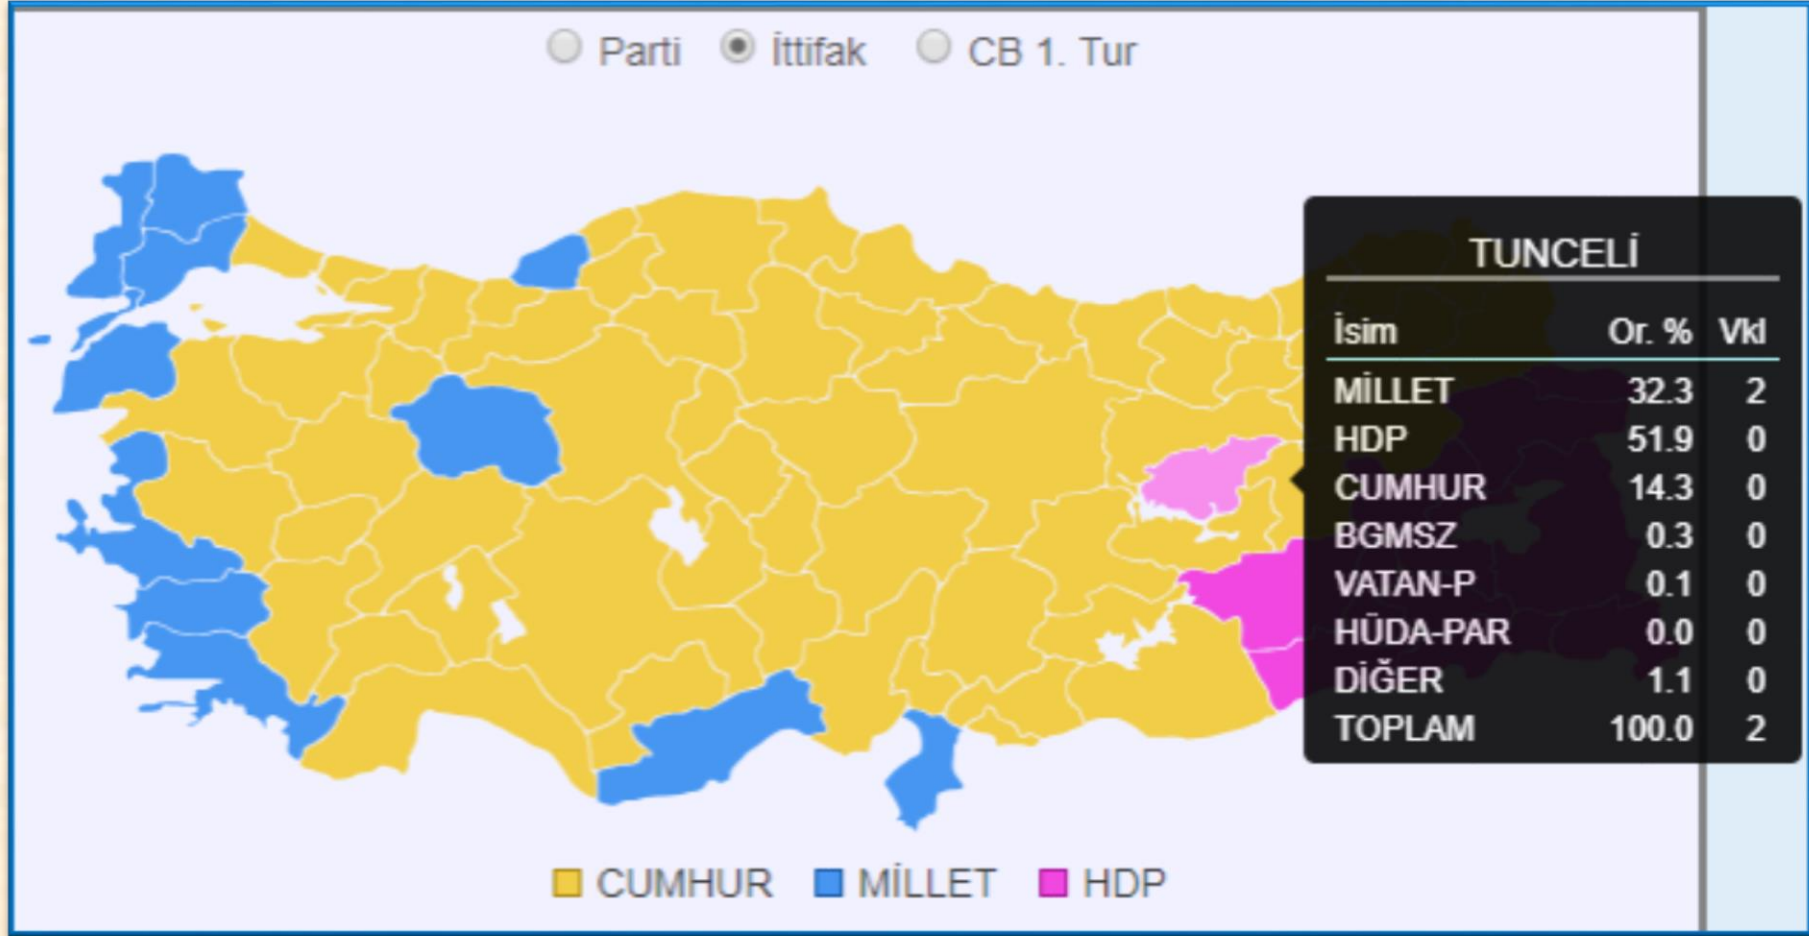 Parti İttifak CB 1. Tur
TUNCELİ
İsim Or. % Vkl
MİLLET 32.3 2
HDP 51.9 0
CUMHUR 14.3 0
BGMSZ 0.3 0
VATAN-P 0.1 0
HÜDA-PAR 0.0 0
DİĞER 1.1 0
TOPLAM 100.0 2
CUMHUR MİLLET HDP